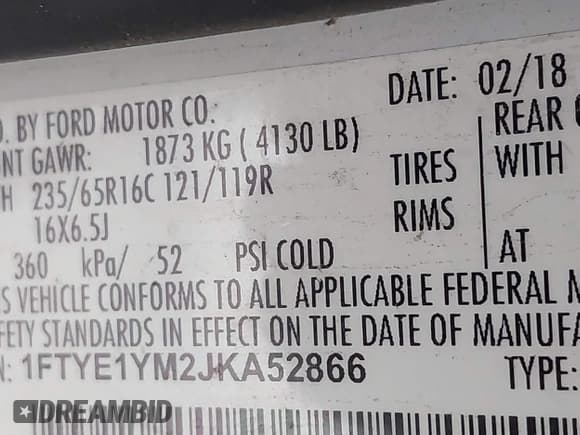 DATE: 02/18
. BY FORD MOTOR CO.
NT GAWR: 1873 KG ( 4130 LB)
REAR
H 235/65R16C 121/119R TIRES WITH
16X6.5J RIMS
360 kPa/ 52 PSI COLD AT
S VEHICLE CONFORMS TO ALL APPLICABLE FEDERAL M
FETY STANDARDS IN EFFECT ON THE DATE OF MANUFA
: 1FTYE1YM2JKA52866 TYPE:
DREAMBID